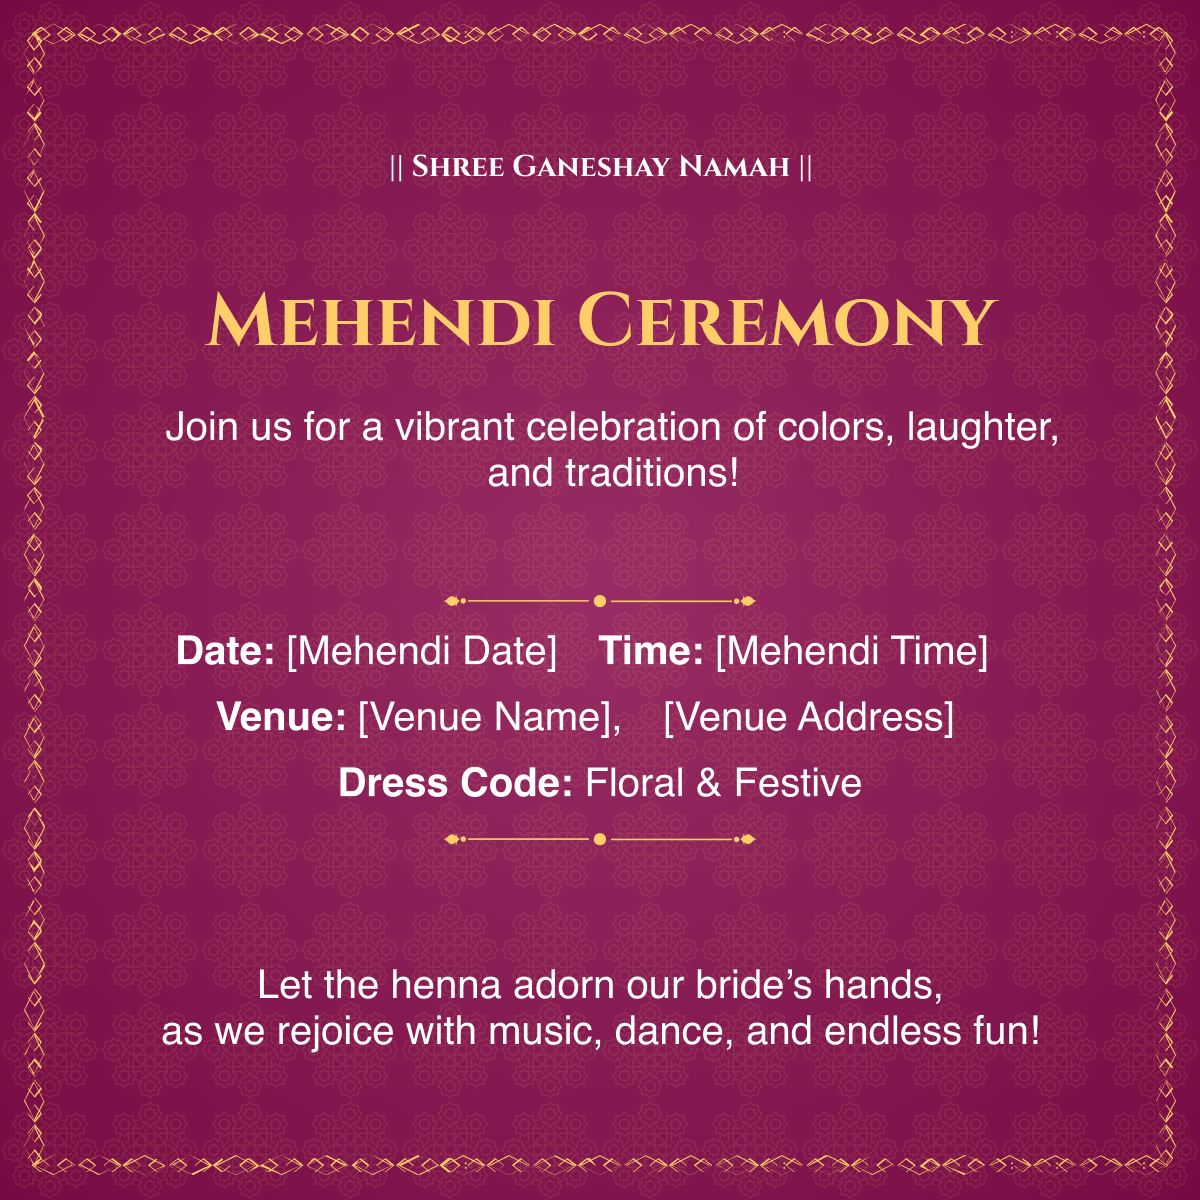 || Shree Ganeshay Namah ||
Mehendi Ceremony
Join us for a vibrant celebration of colors, laughter,
and traditions!
Date: [Mehendi Date] Time: [Mehendi Time]
Venue: [Venue Name], [Venue Address]
Dress Code: Floral & Festive
Let the henna adorn our bride’s hands,
as we rejoice with music, dance, and endless fun!